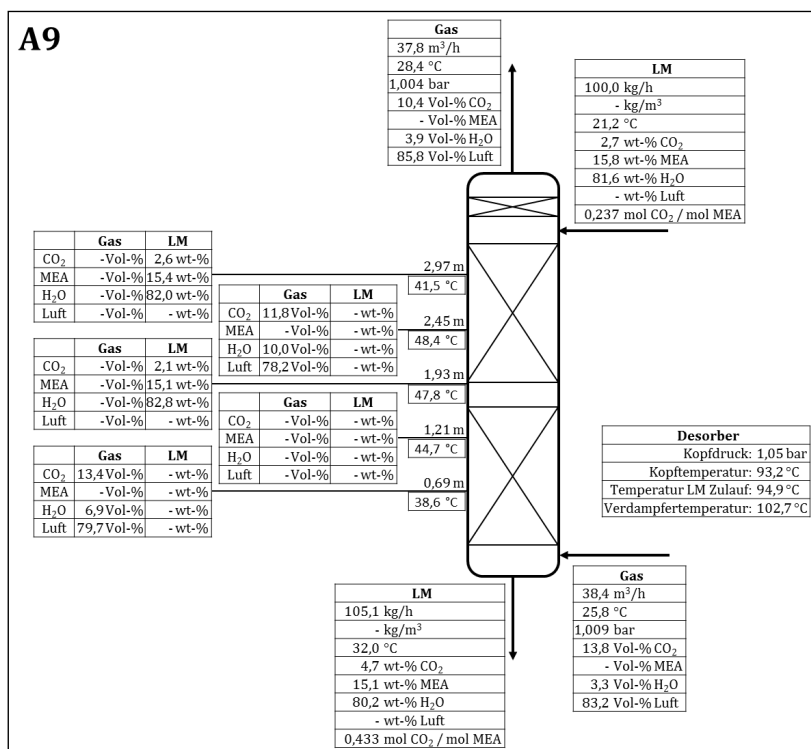 A9
Gas
37,8 m³/h
28,4 °C
1,004 bar
10,4 Vol-% CO₂
- Vol-% MEA
3,9 Vol-% H₂O
85,8 Vol-% Luft
LM
100,0 kg/h
- kg/m³
21,2 °C
2,7 wt-% CO₂
15,8 wt-% MEA
81,6 wt-% H₂O
- wt-% Luft
0,237 mol CO₂ / mol MEA
Gas LM
CO₂ -Vol-% 2,6 wt-%
MEA -Vol-% 15,4 wt-%
H₂O -Vol-% 82,0 wt-%
Luft -Vol-% - wt-%
2,97 m
41,5 °C
Gas LM
CO₂ 11,8 Vol-% - wt-%
MEA -Vol-% - wt-%
H₂O 10,0 Vol-% - wt-%
Luft 78,2 Vol-% - wt-%
2,45 m
48,4 °C
Gas LM
CO₂ -Vol-% 2,1 wt-%
MEA -Vol-% 15,1 wt-%
H₂O -Vol-% 82,8 wt-%
Luft -Vol-% - wt-%
1,93 m
47,8 °C
Gas LM
CO₂ -Vol-% - wt-%
MEA -Vol-% - wt-%
H₂O -Vol-% - wt-%
Luft -Vol-% - wt-%
1,21 m
44,7 °C
Gas LM
CO₂ 13,4 Vol-% - wt-%
MEA -Vol-% - wt-%
H₂O 6,9 Vol-% - wt-%
Luft 79,7 Vol-% - wt-%
0,69 m
38,6 °C
Desorber
Kopfdruck: 1,05 bar
Kopftemperatur: 93,2 °C
Temperatur LM Zulauf: 94,9 °C
Verdampfertemperatur: 102,7 °C
LM
105,1 kg/h
- kg/m³
32,0 °C
4,7 wt-% CO₂
15,1 wt-% MEA
80,2 wt-% H₂O
- wt-% Luft
0,433 mol CO₂ / mol MEA
Gas
38,4 m³/h
25,8 °C
1,009 bar
13,8 Vol-% CO₂
- Vol-% MEA
3,3 Vol-% H₂O
83,2 Vol-% Luft